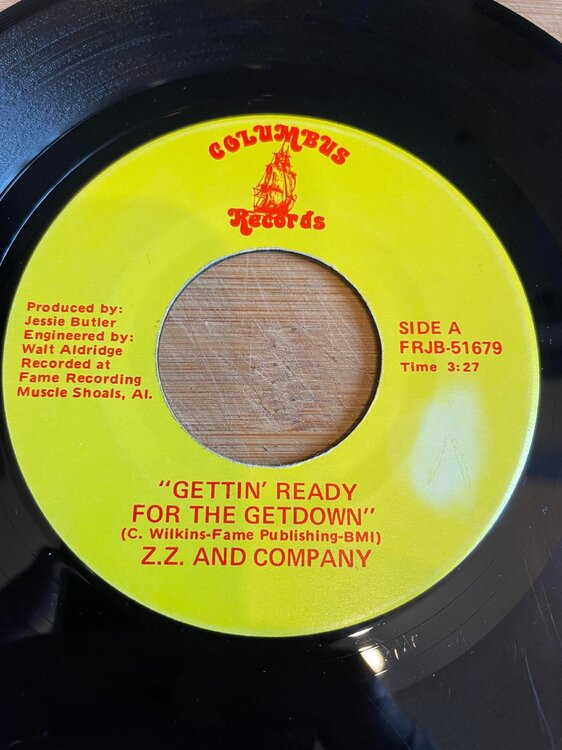 COLUMBUS
Records
Produced by:
Jessie Butler
Engineered by:
Walt Aldridge
Recorded at
Fame Recording
Muscle Shoals, Al.
SIDE A
FRJB-51679
Time 3:27
A
"GETTIN' READY
FOR THE GETDOWN"
(C. Wilkins-Fame Publishing-BMI)
Z.Z. AND COMPANY